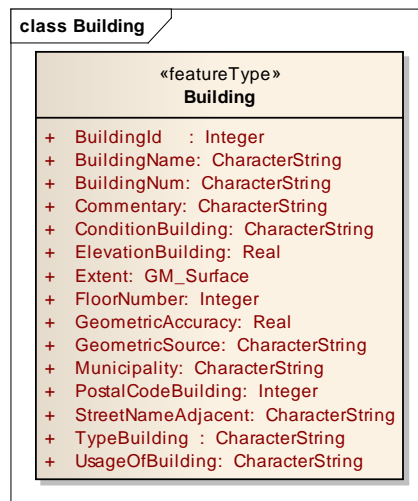 class Building
«featureType»
Building
+ BuildingId : Integer
+ BuildingName: CharacterString
+ BuildingNum: CharacterString
+ Commentary: CharacterString
+ ConditionBuilding: CharacterString
+ ElevationBuilding: Real
+ Extent: GM_Surface
+ FloorNumber: Integer
+ GeometricAccuracy: Real
+ GeometricSource: CharacterString
+ Municipality: CharacterString
+ PostalCodeBuilding: Integer
+ StreetNameAdjacent: CharacterString
+ TypeBuilding : CharacterString
+ UsageOfBuilding: CharacterString